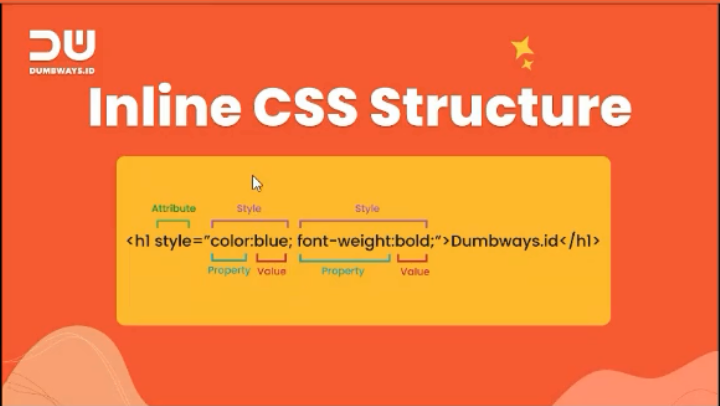 DW
DUMBWAYS.ID
Inline CSS Structure
Attribute Style Style
<h1 style="color:blue; font-weight:bold;">Dumbways.id</h1>
Property Value Property Value